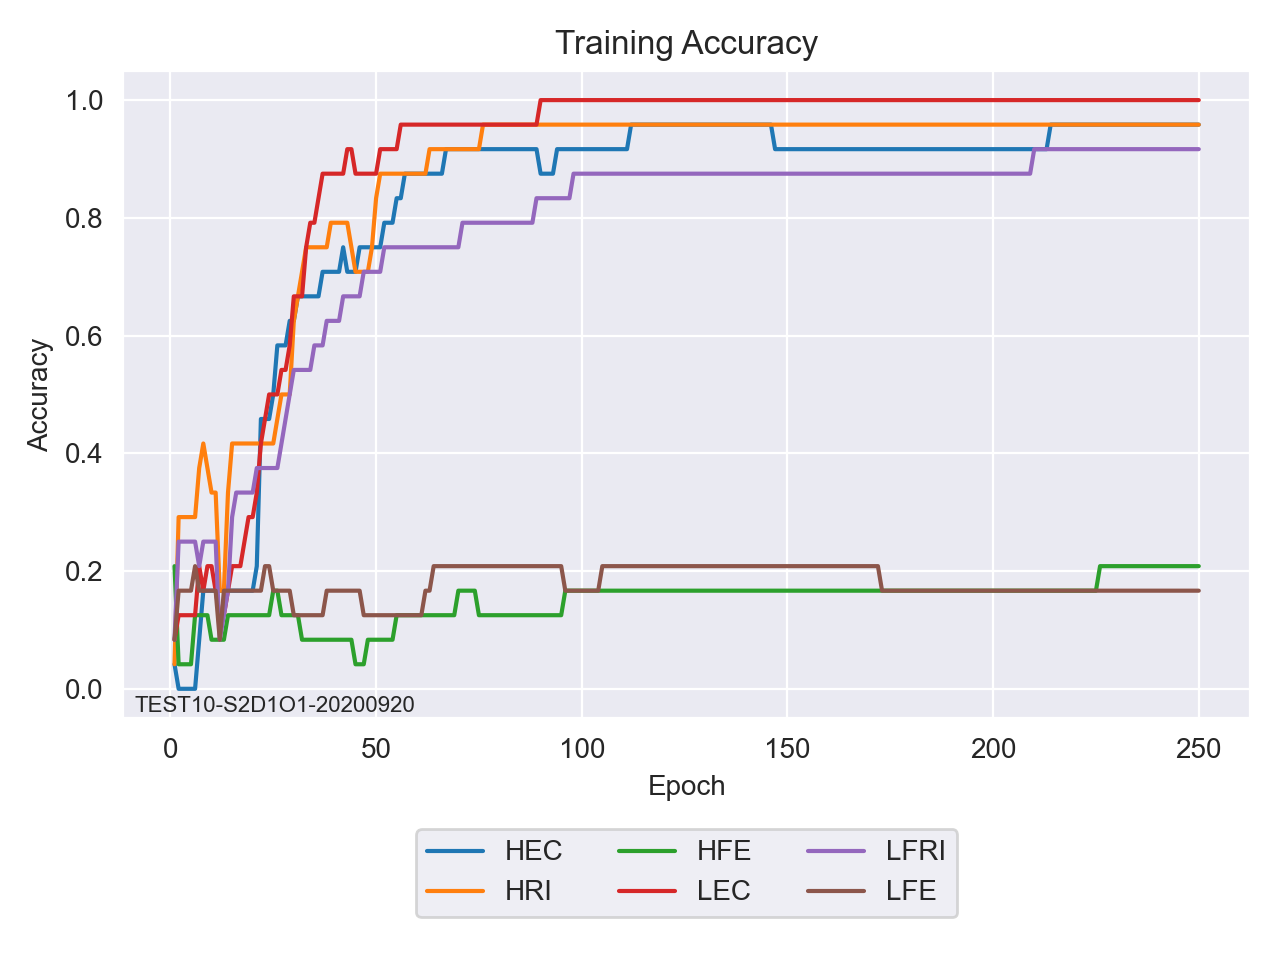 Training Accuracy
1.0
0.8
0.6
0.4
0.2
0.0
Accuracy
TEST10-S2D1O1-20200920
0 50 100 150 200 250
Epoch
HEC HFE LFRI
HRI LEC LFE